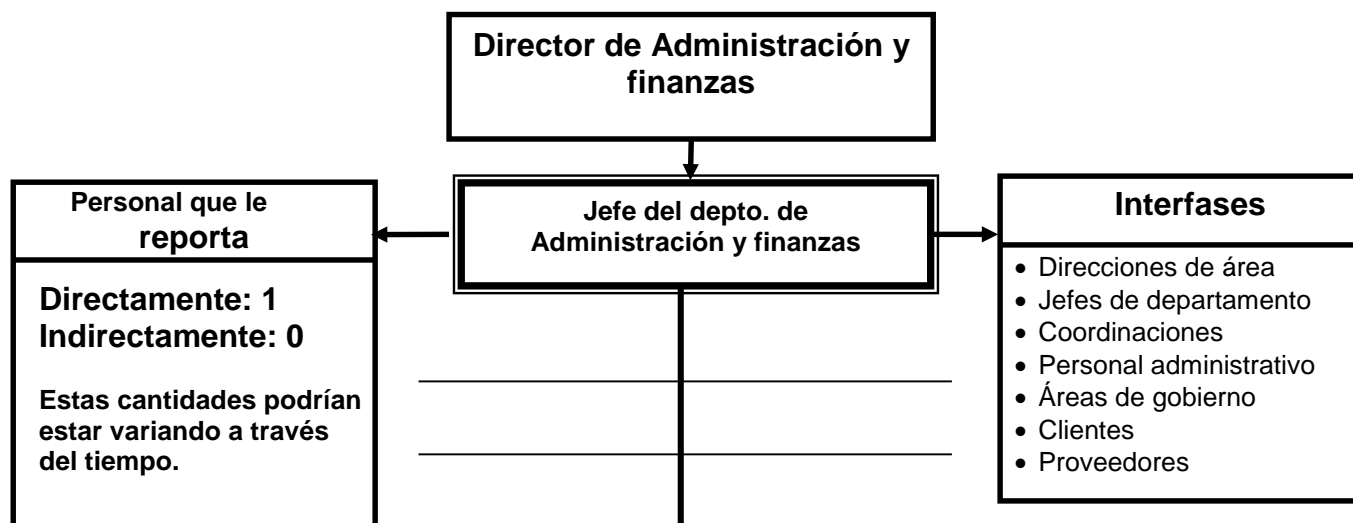 Director de Administración y
finanzas
Personal que le
reporta
Directamente: 1
Indirectamente: 0
Estas cantidades podrían
estar variando a través
del tiempo.
Jefe del depto. de
Administración y finanzas
Interfases
• Direcciones de área
• Jefes de departamento
• Coordinaciones
• Personal administrativo
• Áreas de gobierno
• Clientes
• Proveedores